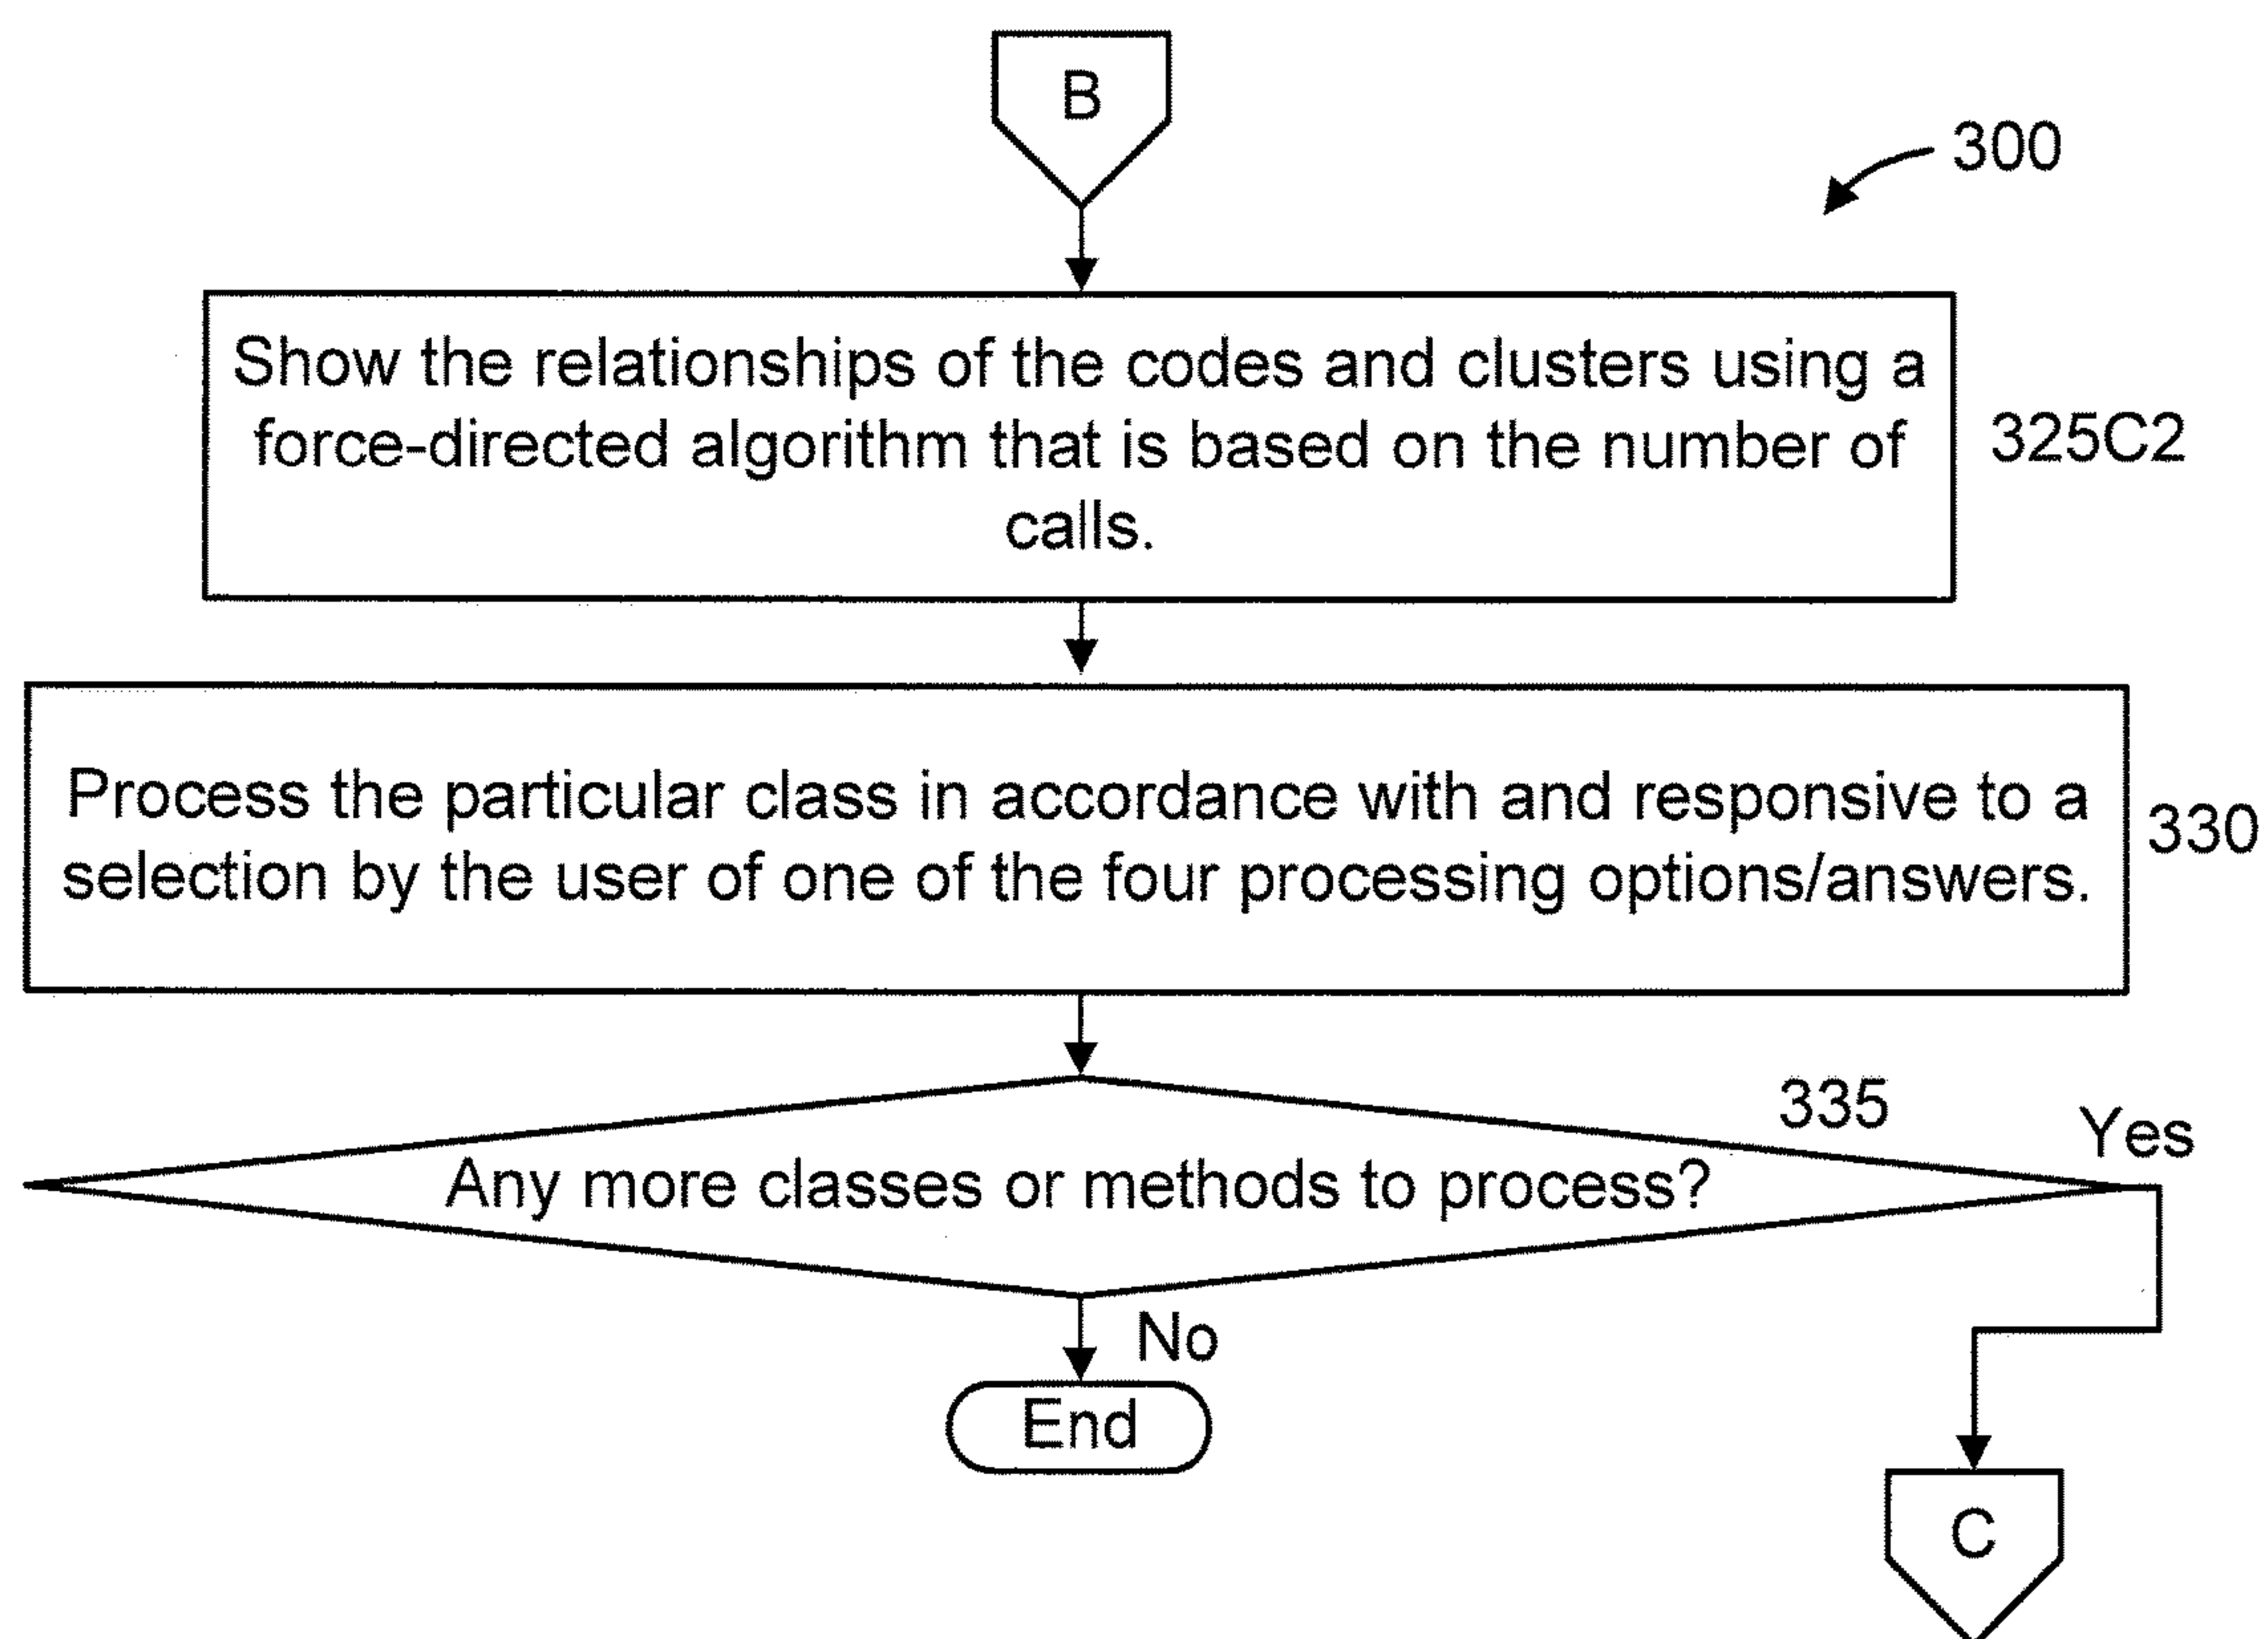 B
300
Show the relationships of the codes and clusters using a
force-directed algorithm that is based on the number of
calls.
325C2
Process the particular class in accordance with and responsive to a
selection by the user of one of the four processing options/answers.
330
335
Yes
Any more classes or methods to process?
No
End
C